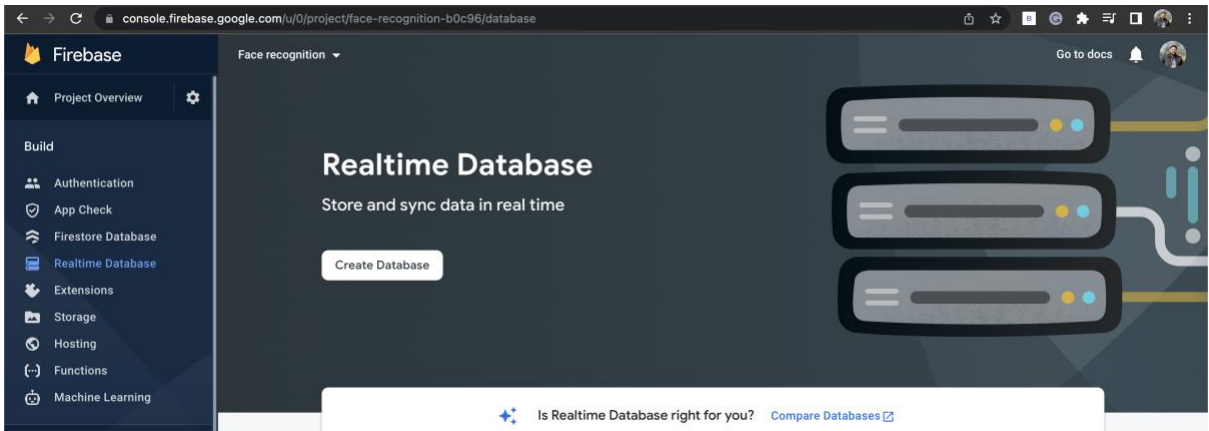 console.firebase.google.com/u/0/project/face-recognition-b0c96/database
Firebase
Face recognition
Go to docs
Project Overview
Build
Authentication
App Check
Firestore Database
Realtime Database
Extensions
Storage
Hosting
Functions
Machine Learning
Realtime Database
Store and sync data in real time
Create Database
Is Realtime Database right for you? Compare Databases